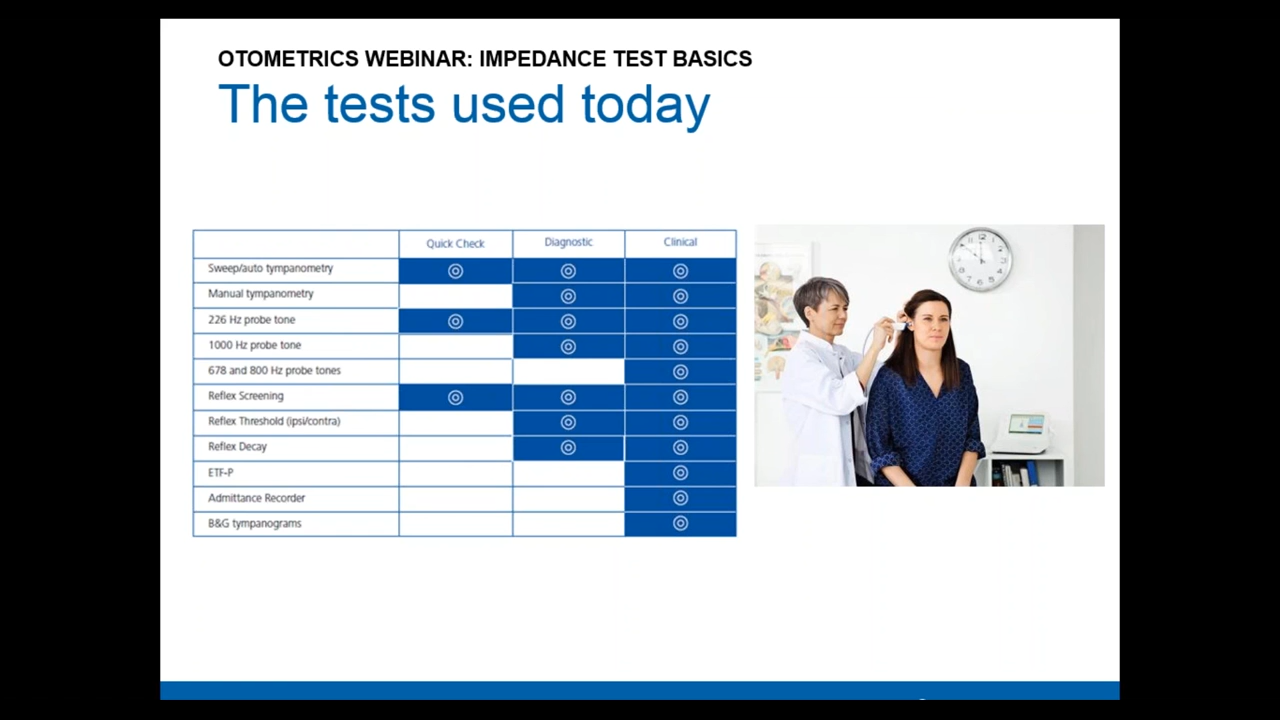 OTOMETRICS WEBINAR: IMPEDANCE TEST BASICS
The tests used today
Quick Check Diagnostic Clinical
Sweep/auto tympanometry
Manual tympanometry
226 Hz probe tone
1000 Hz probe tone
678 and 800 Hz probe tones
Reflex Screening
Reflex Threshold (ipsi/contra)
Reflex Decay
ETF-P
Admittance Recorder
B&G tympanograms